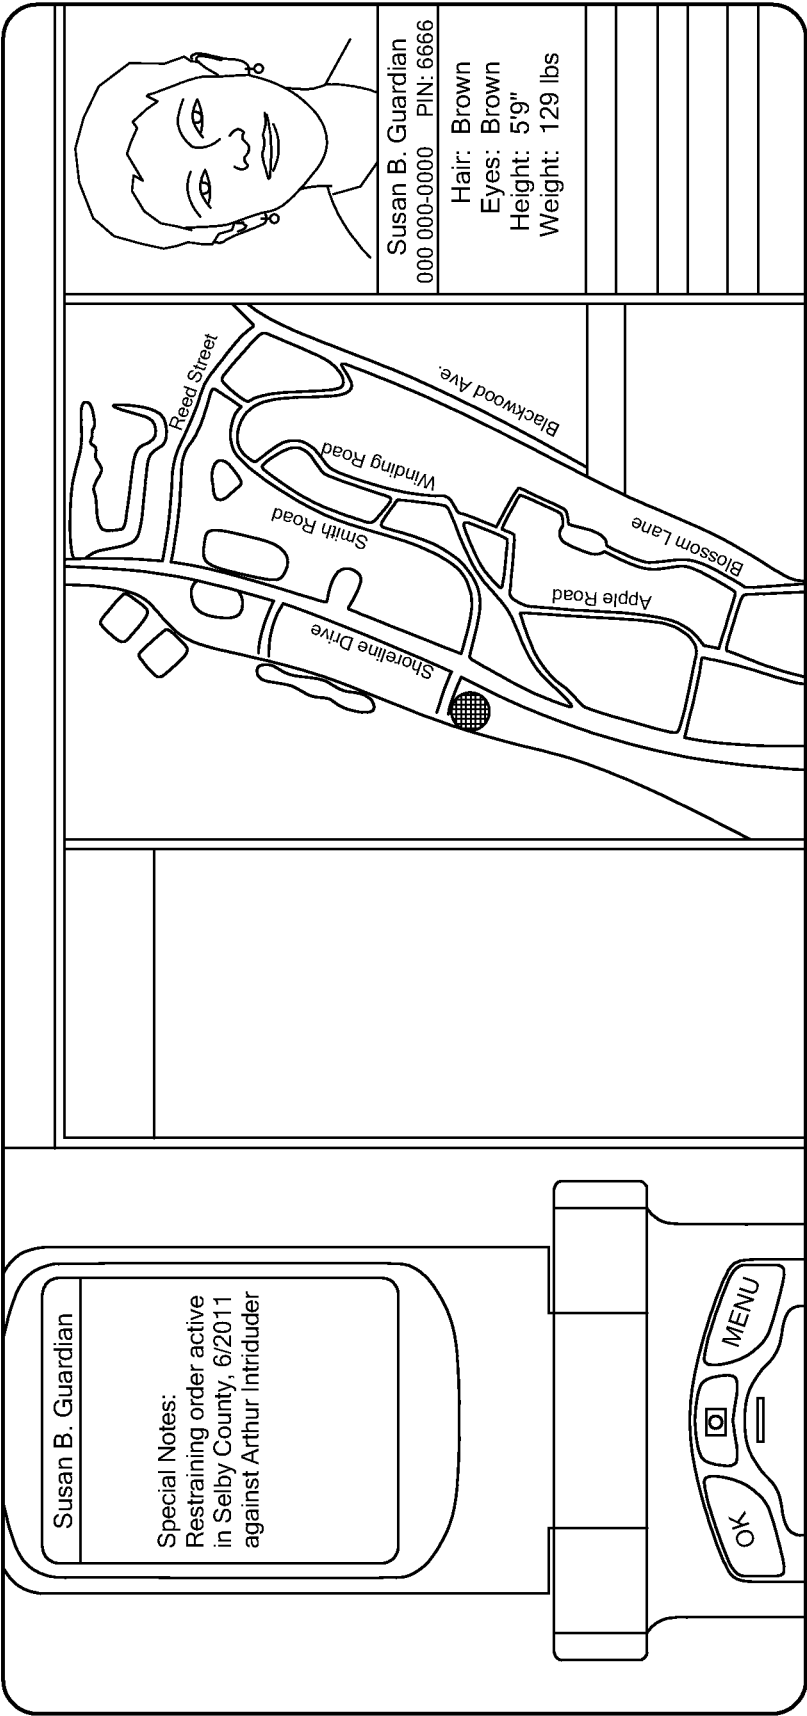 Susan B. Guardian
Special Notes:
Restraining order active
in Selby County, 6/2011
against Arthur Intriduder
OK
MENU
Reed Street
Blackwood Ave.
Winding Road
Smith Road
Shoreline Drive
Apple Road
Blossom Lane
Susan B. Guardian
000 000-0000 PIN: 6666
Hair: Brown
Eyes: Brown
Height: 5'9"
Weight: 129 lbs